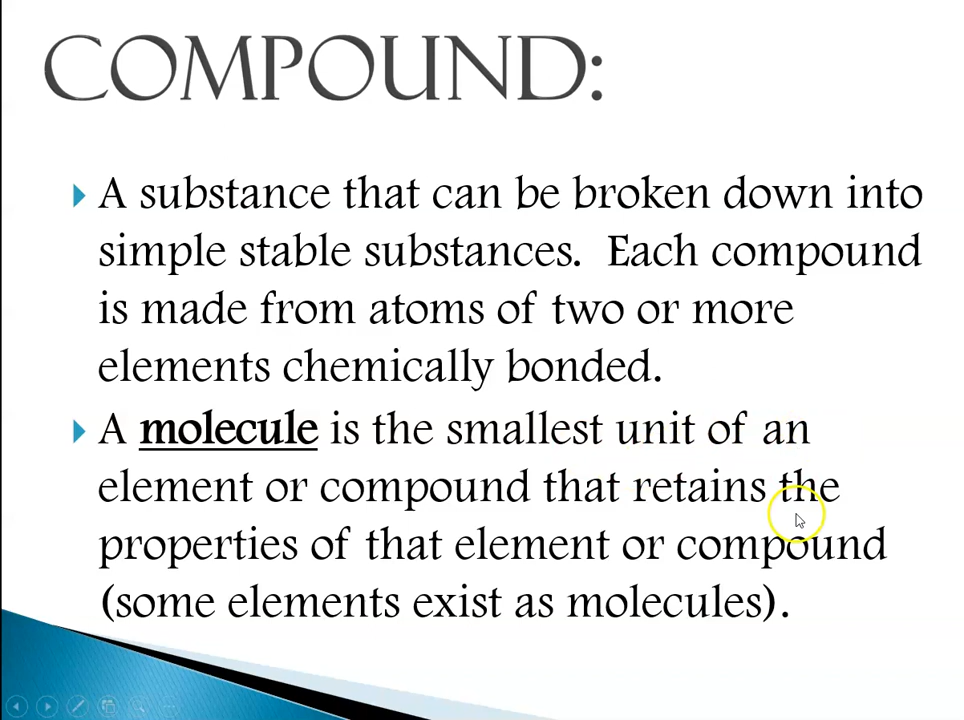 COMPOUND:
A substance that can be broken down into
simple stable substances. Each compound
is made from atoms of two or more
elements chemically bonded.
A molecule is the smallest unit of an
element or compound that retains the
properties of that element or compound
(some elements exist as molecules).